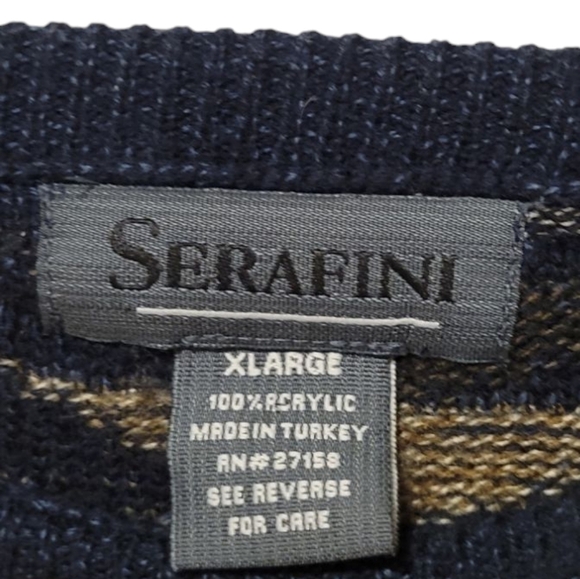 SERAFINI
XLARGE
100% ACRYLIC
MADE IN TURKEY
RN# 27158
SEE REVERSE
FOR CARE